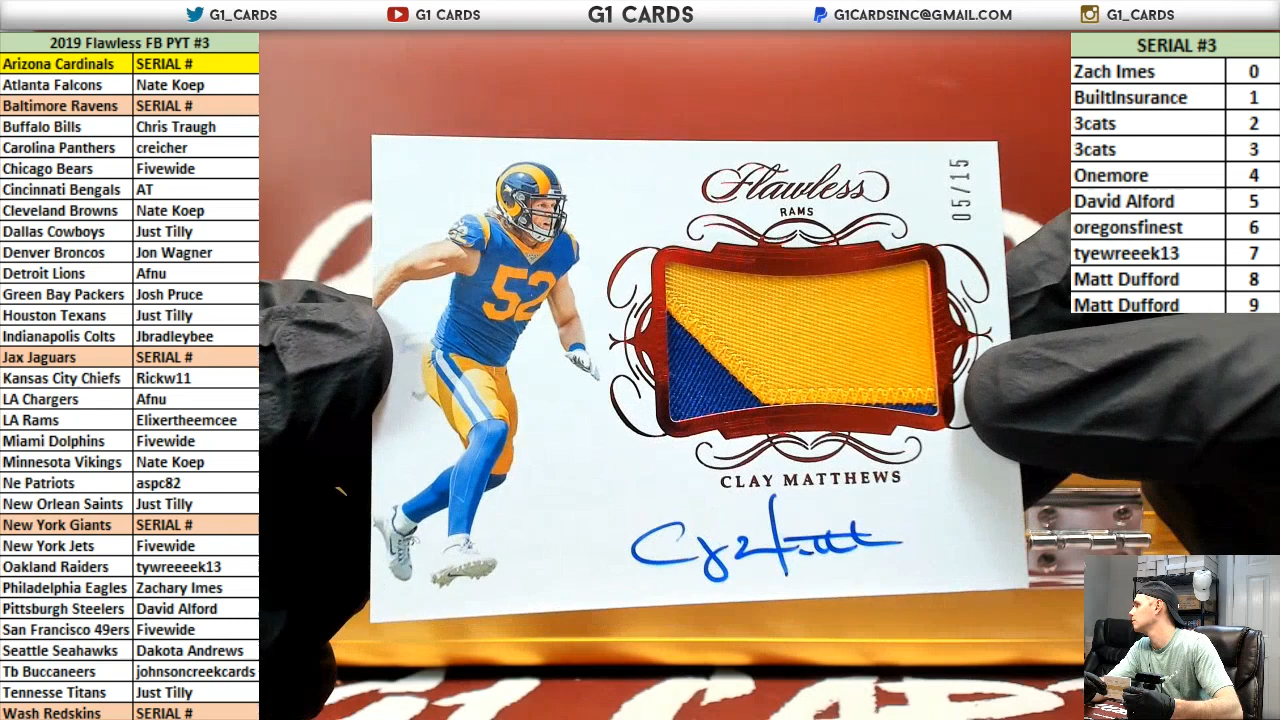 G1_CARDS
G1 CARDS
G1 CARDS
G1CARDSINC@GMAIL.COM
G1_CARDS
2019 Flawless FB PYT #3
Arizona Cardinals SERIAL #
Atlanta Falcons Nate Koep
Baltimore Ravens SERIAL #
Buffalo Bills Chris Traugh
Carolina Panthers creicher
Chicago Bears Fivewide
Cincinnati Bengals AT
Cleveland Browns Nate Koep
Dallas Cowboys Just Tilly
Denver Broncos Jon Wagner
Detroit Lions Afnu
Green Bay Packers Josh Pruce
Houston Texans Just Tilly
Indianapolis Colts Jbradleybee
Jax Jaguars SERIAL #
Kansas City Chiefs Rickw11
LA Chargers Afnu
LA Rams Elixertheemcee
Miami Dolphins Fivewide
Minnesota Vikings Nate Koep
Ne Patriots aspc82
New Orlean Saints Just Tilly
New York Giants SERIAL #
New York Jets Fivewide
Oakland Raiders tywreeeek13
Philadelphia Eagles Zachary Imes
Pittsburgh Steelers David Alford
San Francisco 49ers Fivewide
Seattle Seahawks Dakota Andrews
Tb Buccaneers johnsoncreekcards
Tennesse Titans Just Tilly
Wash Redskins SERIAL #
Flawless
RAMS
05/15
52
CLAY MATTHEWS
G1 CARDS
SERIAL #3
Zach Imes 0
BuiltInsurance 1
3cats 2
3cats 3
Onemore 4
David Alford 5
oregonsfinest 6
tyewreeek13 7
Matt Dufford 8
Matt Dufford 9